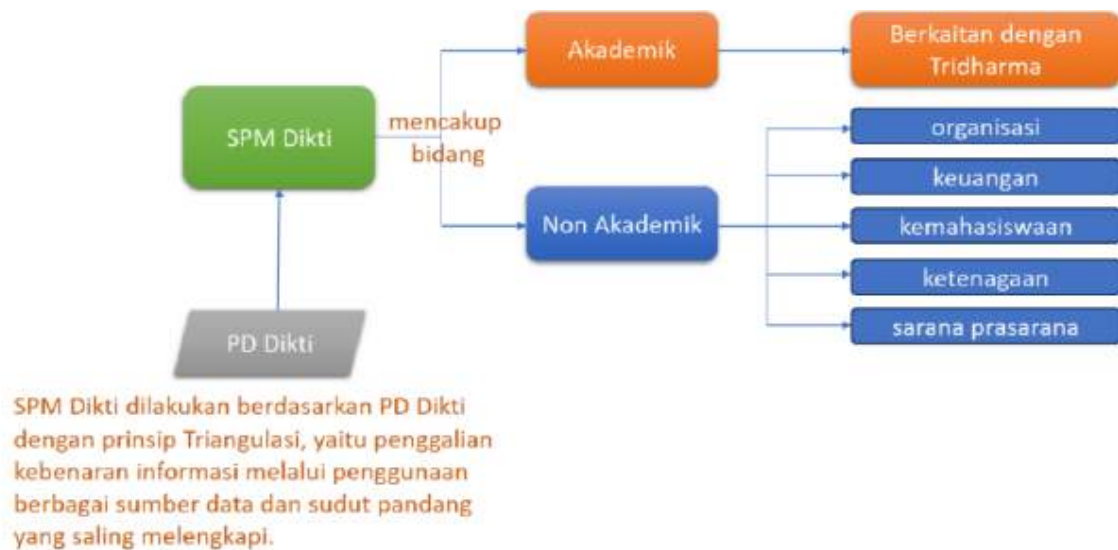 Akademik
Berkaitan dengan
Tridharma
SPM Dikti
mencakup
bidang
organisasi
keuangan
Non Akademik
kemahasiswaan
ketenagaan
sarana prasarana
PD Dikti
SPM Dikti dilakukan berdasarkan PD Dikti
dengan prinsip Triangulasi, yaitu penggalian
kebenaran informasi melalui penggunaan
berbagai sumber data dan sudut pandang
yang saling melengkapi.